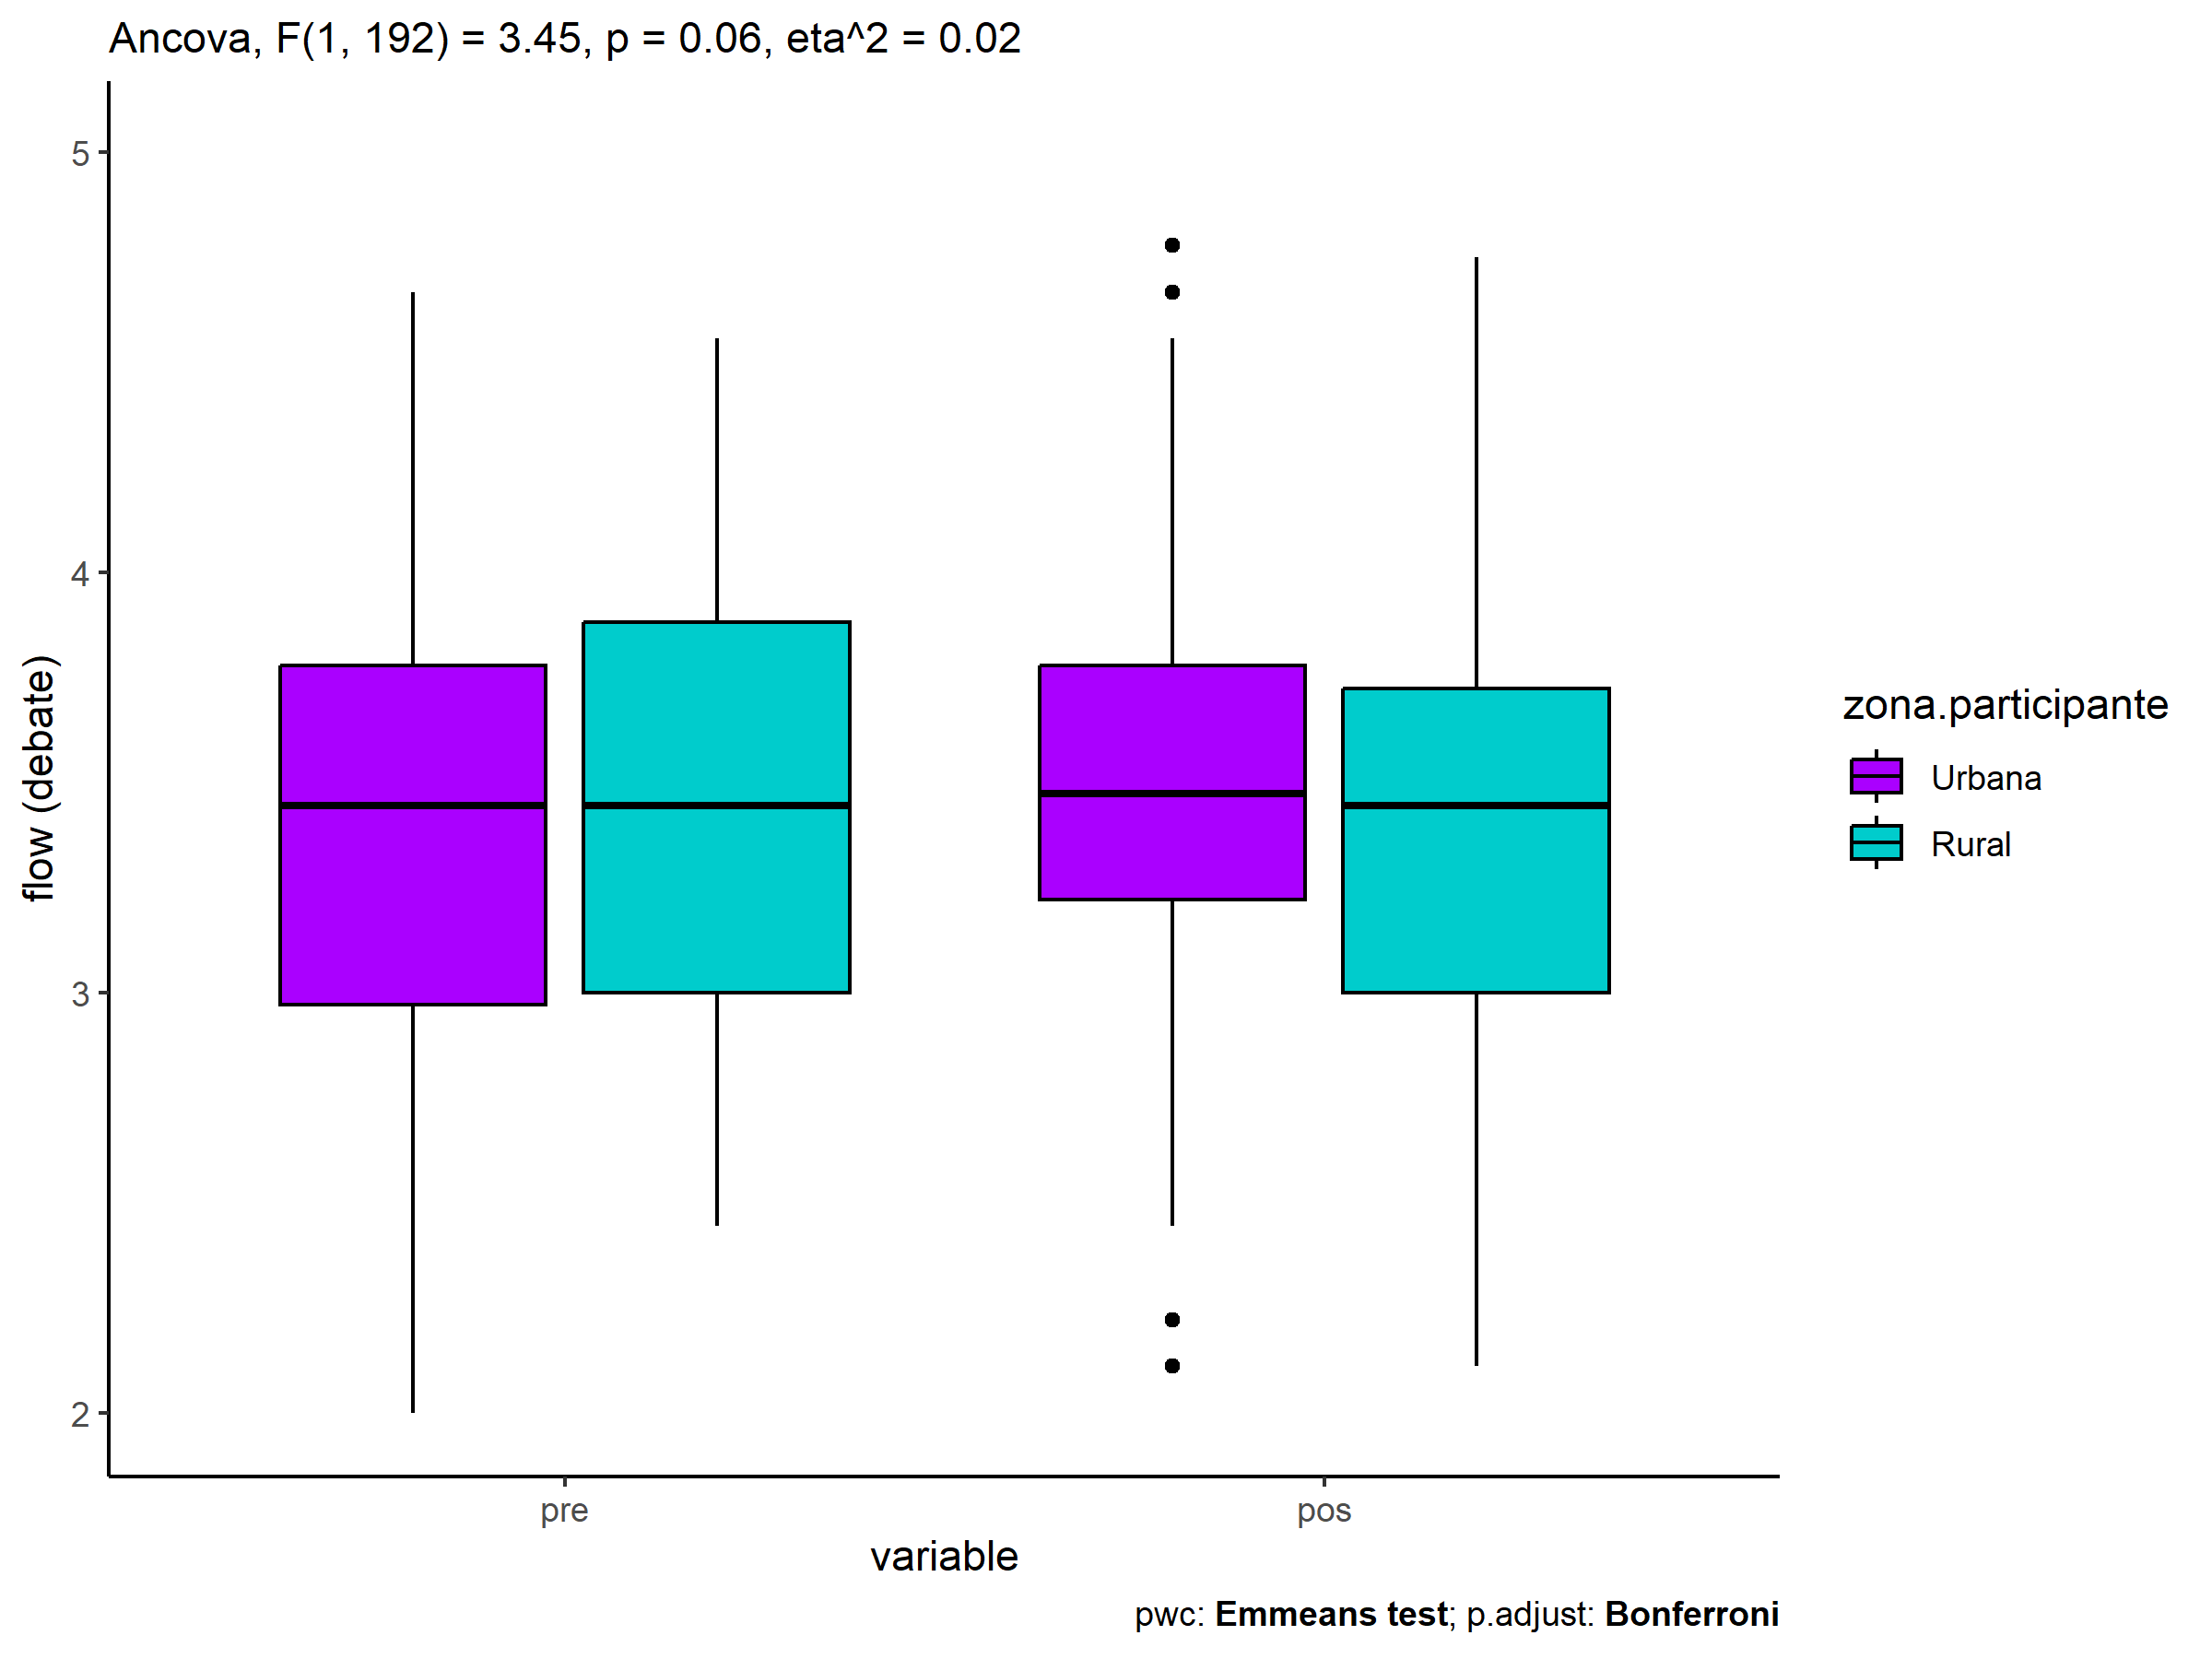 Ancova, F(1, 192) = 3.45, p = 0.06, eta^2 = 0.02
flow (debate)
5
4
3
2
pre
pos
variable
zona.participante
Urbana
Rural
pwc: Emmeans test; p.adjust: Bonferroni